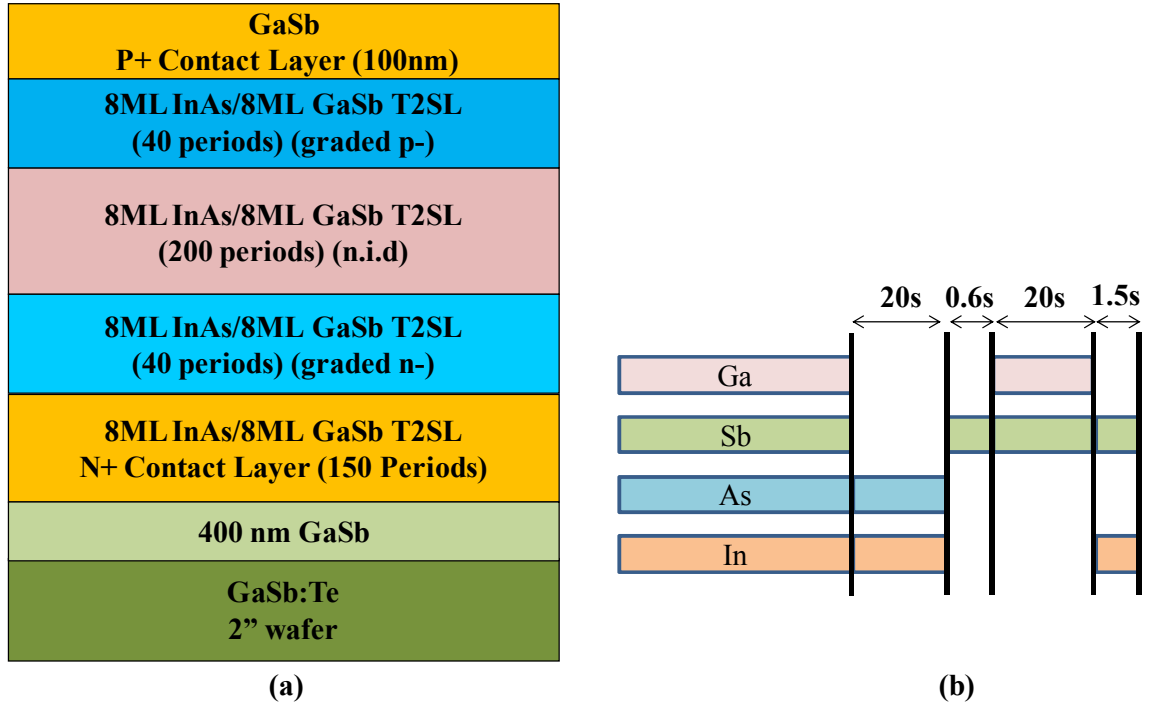 GaSb
P+ Contact Layer (100nm)
8ML InAs/8ML GaSb T2SL
(40 periods) (graded p-)
8ML InAs/8ML GaSb T2SL
(200 periods) (n.i.d)
8ML InAs/8ML GaSb T2SL
(40 periods) (graded n-)
8ML InAs/8ML GaSb T2SL
N+ Contact Layer (150 Periods)
400 nm GaSb
GaSb:Te
2” wafer
(a)
20s 0.6s 20s 1.5s
Ga
Sb
As
In
(b)